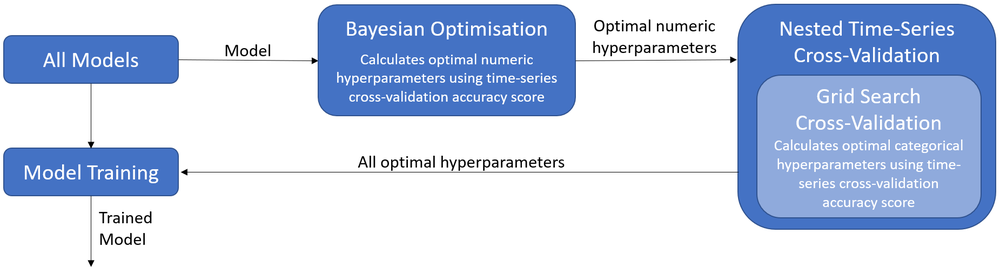 All Models
Model
Bayesian Optimisation
Calculates optimal numeric
hyperparameters using time-series
cross-validation accuracy score
Optimal numeric
hyperparameters
Nested Time-Series
Cross-Validation
Grid Search
Cross-Validation
Calculates optimal categorical
hyperparameters using time-
series cross-validation
accuracy score
All optimal hyperparameters
Model Training
Trained
Model